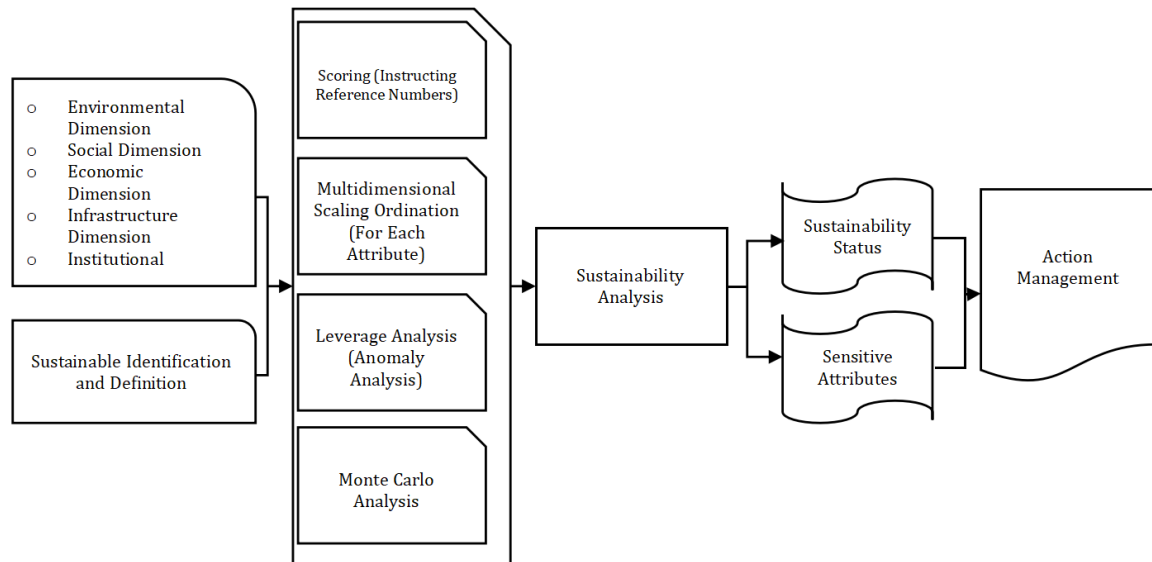 Environmental
Dimension
Social Dimension
Economic
Dimension
Infrastructure
Dimension
Institutional
Sustainable Identification
and Definition
Scoring (Instructing
Reference Numbers)
Multidimensional
Scaling Ordination
(For Each
Attribute)
Leverage Analysis
(Anomaly
Analysis)
Monte Carlo
Analysis
Sustainability
Analysis
Sustainability
Status
Sensitive
Attributes
Action
Management